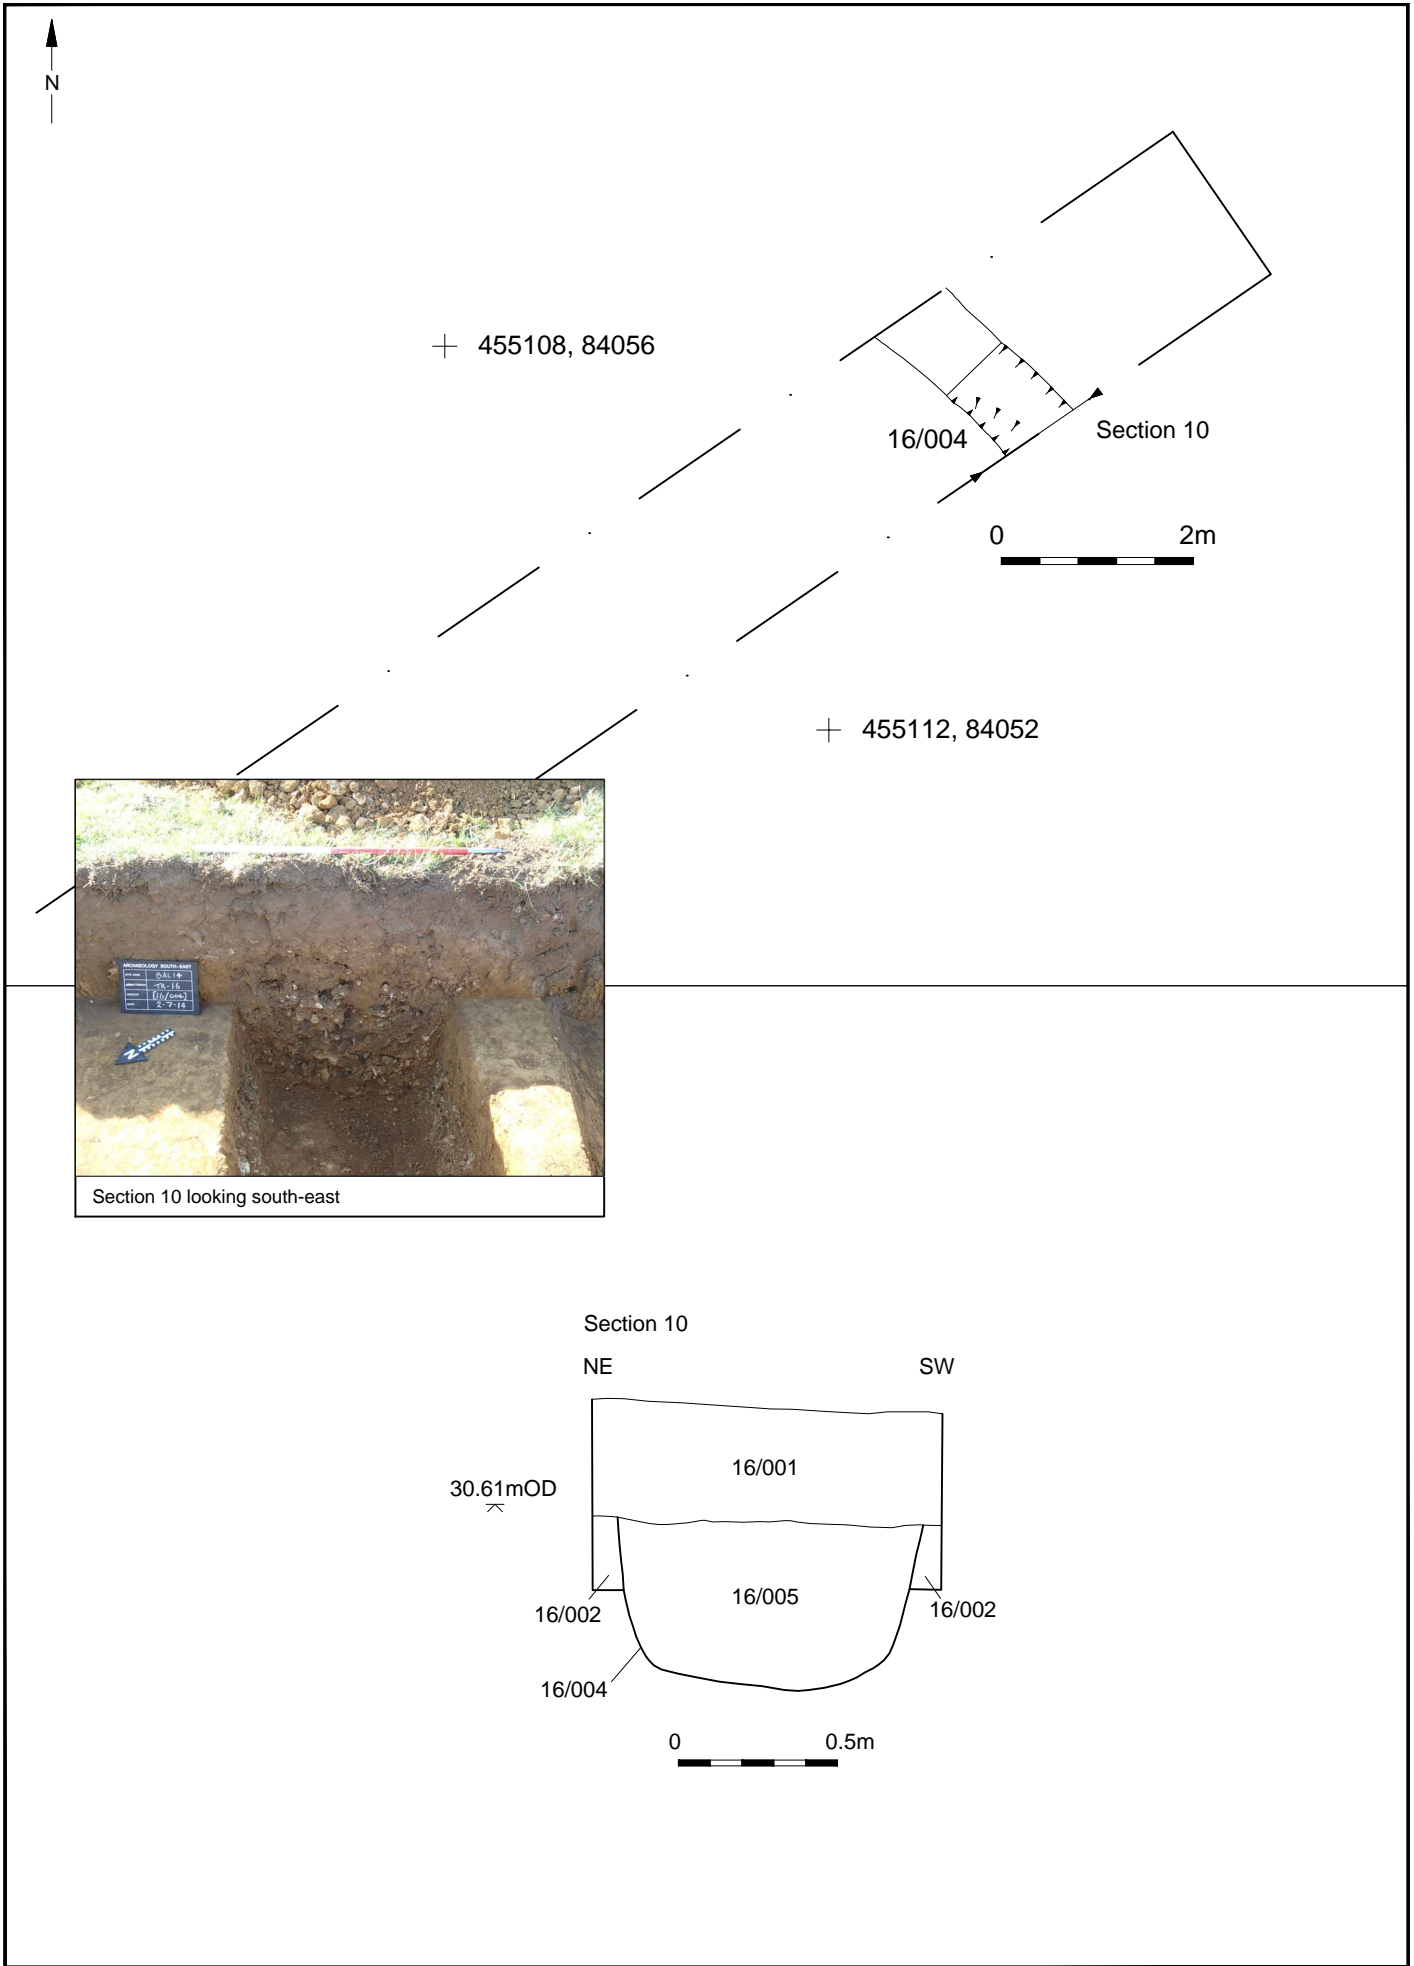 N
455108, 84056
16/004
Section 10
0 2m
455112, 84052
ARCHAEOLOGY SOUTH-EAST
BAL14
TR-16
[16/004]
2-7-14
N
Section 10 looking south-east
Section 10
NE SW
16/001
30.61mOD
16/005
16/002
16/002
16/004
0 0.5m